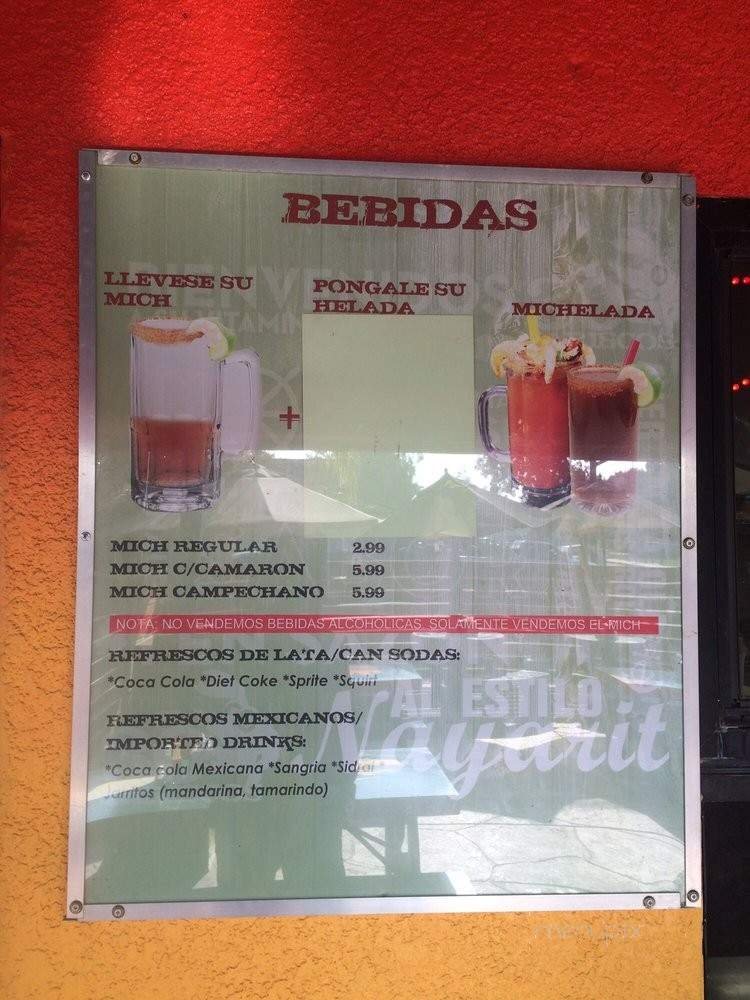 BEBIDAS
LLEVESE SU
MICH
PONGALE SU
HELADA
MICHELADA
+
MICH REGULAR 2.99
MICH C/CAMARON 5.99
MICH CAMPECHANO 5.99
NOTA: NO VENDEMOS BEBIDAS ALCOHOLICAS. SOLAMENTE VENDEMOS EL MICH
REFRESCOS DE LATA/CAN SODAS:
*Coca Cola *Diet Coke *Sprite *Squirt
AL ESTILO
Nayarit
REFRESCOS MEXICANOS/
IMPORTED DRINKS:
*Coca cola Mexicana *Sangria *Sidral *
Jarritos (mandarina, tamarindo)